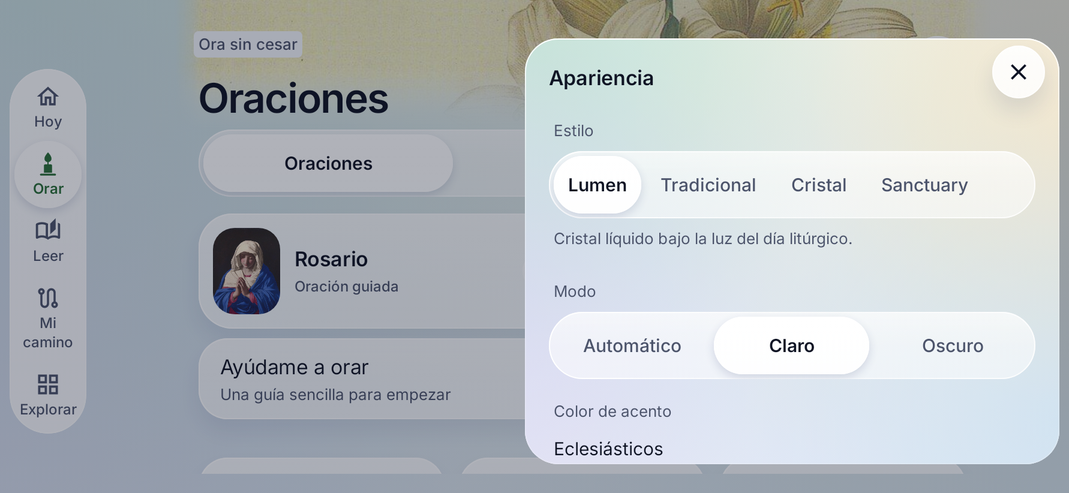 Ora sin cesar
Oraciones
Hoy
Orar
Leer
Mi
camino
Explorar
Oraciones
Rosario
Oración guiada
Ayúdame a orar
Una guía sencilla para empezar
Apariencia
Estilo
Lumen Tradicional Cristal Sanctuary
Cristal líquido bajo la luz del día litúrgico.
Modo
Automático Claro Oscuro
Color de acento
Eclesiásticos